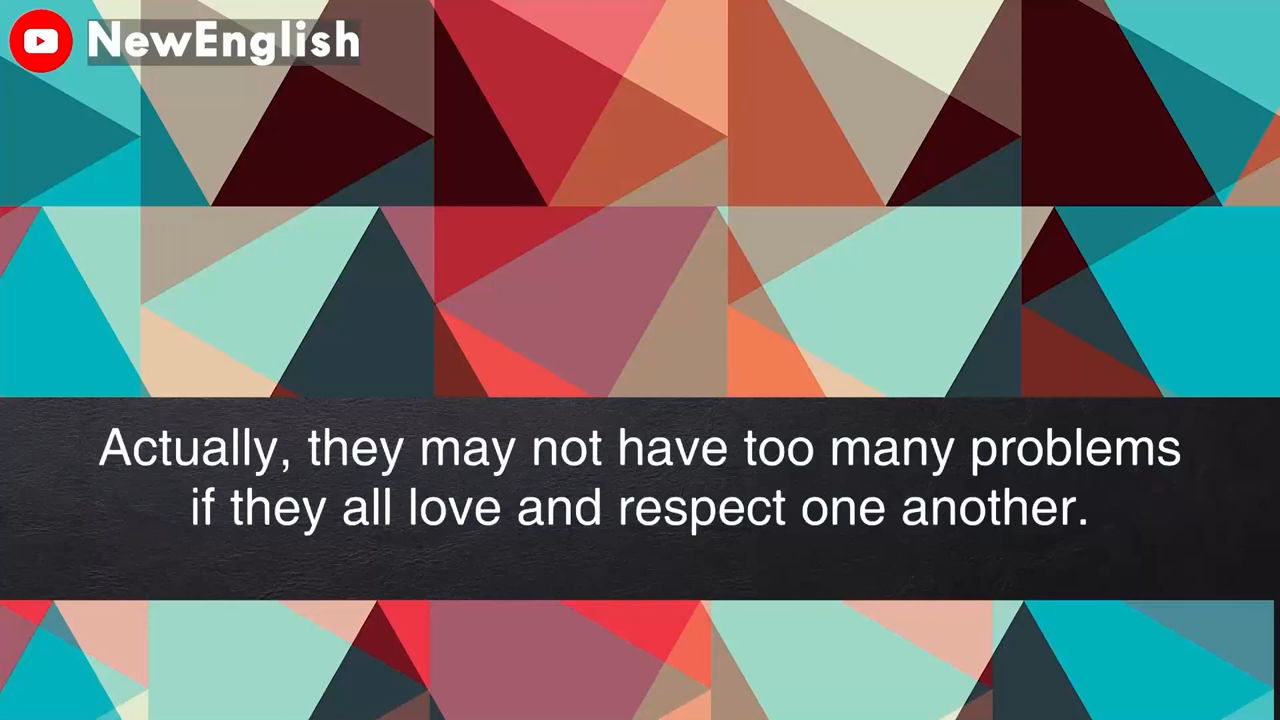 NewEnglish
Actually, they may not have too many problems
if they all love and respect one another.